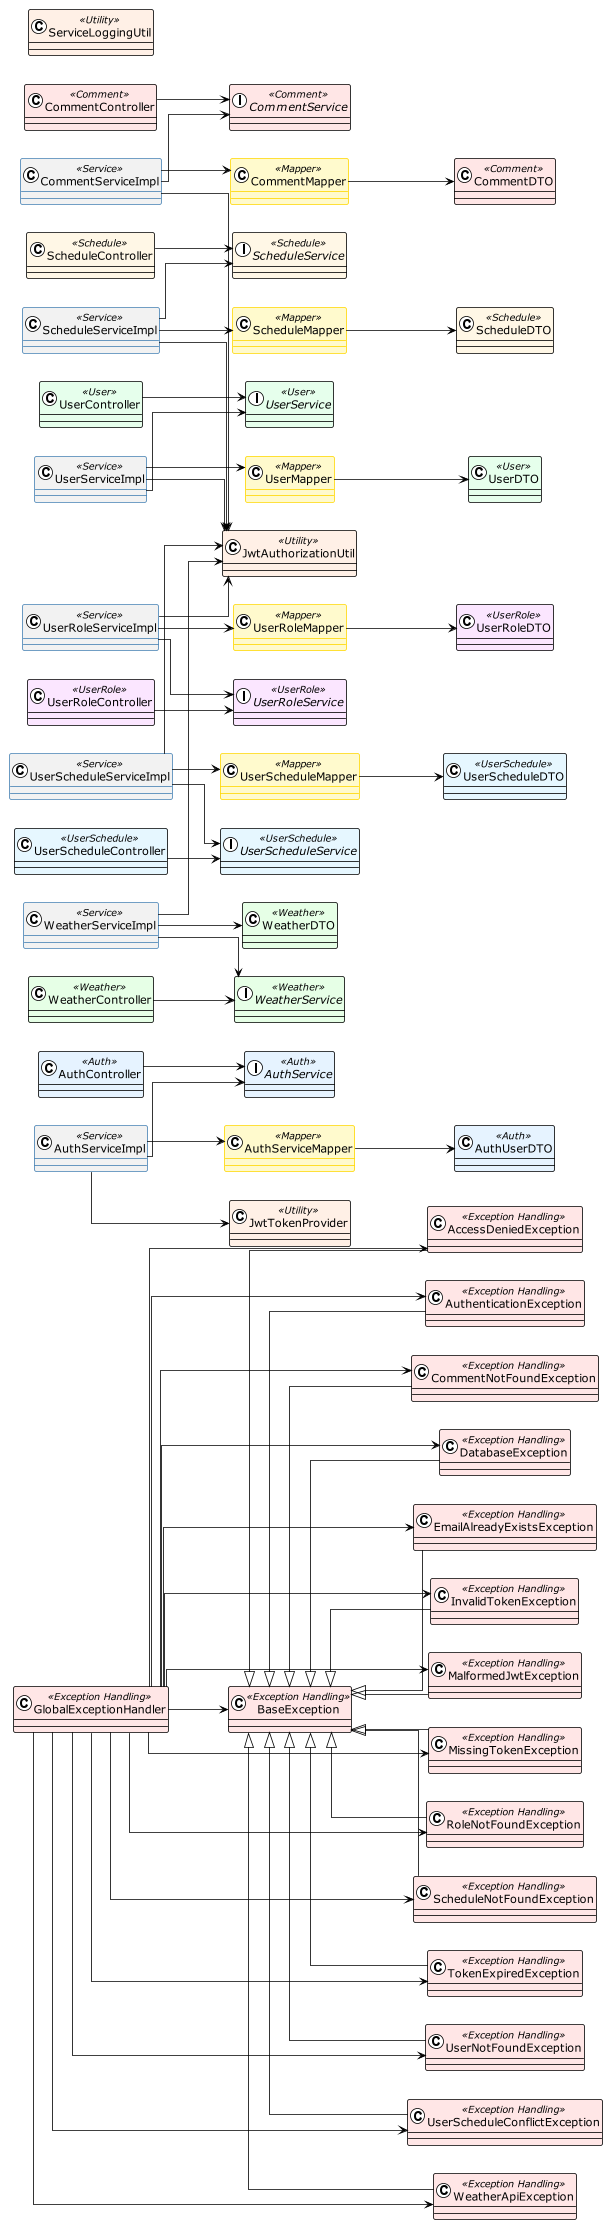 «Utility»
C ServiceLoggingUtil
«Comment»
C CommentController
«Comment»
I CommentService
«Service»
C CommentServiceImpl
«Mapper»
C CommentMapper
«Comment»
C CommentDTO
«Schedule»
C ScheduleController
«Schedule»
I ScheduleService
«Service»
C ScheduleServiceImpl
«Mapper»
C ScheduleMapper
«Schedule»
C ScheduleDTO
«User»
C UserController
«User»
I UserService
«Service»
C UserServiceImpl
«Mapper»
C UserMapper
«User»
C UserDTO
«Utility»
C JwtAuthorizationUtil
«Service»
C UserRoleServiceImpl
«Mapper»
C UserRoleMapper
«UserRole»
C UserRoleDTO
«UserRole»
C UserRoleController
«UserRole»
I UserRoleService
«Service»
C UserScheduleServiceImpl
«Mapper»
C UserScheduleMapper
«UserSchedule»
C UserScheduleDTO
«UserSchedule»
C UserScheduleController
«UserSchedule»
I UserScheduleService
«Service»
C WeatherServiceImpl
«Weather»
C WeatherDTO
«Weather»
C WeatherController
«Weather»
I WeatherService
«Auth»
C AuthController
«Auth»
I AuthService
«Service»
C AuthServiceImpl
«Mapper»
C AuthServiceMapper
«Auth»
C AuthUserDTO
«Utility»
C JwtTokenProvider
«Exception Handling»
C AccessDeniedException
«Exception Handling»
C AuthenticationException
«Exception Handling»
C CommentNotFoundException
«Exception Handling»
C DatabaseException
«Exception Handling»
C EmailAlreadyExistsException
«Exception Handling»
C InvalidTokenException
«Exception Handling»
C MalformedJwtException
«Exception Handling»
C GlobalExceptionHandler
«Exception Handling»
C BaseException
«Exception Handling»
C MissingTokenException
«Exception Handling»
C RoleNotFoundException
«Exception Handling»
C ScheduleNotFoundException
«Exception Handling»
C TokenExpiredException
«Exception Handling»
C UserNotFoundException
«Exception Handling»
C UserScheduleConflictException
«Exception Handling»
C WeatherApiException